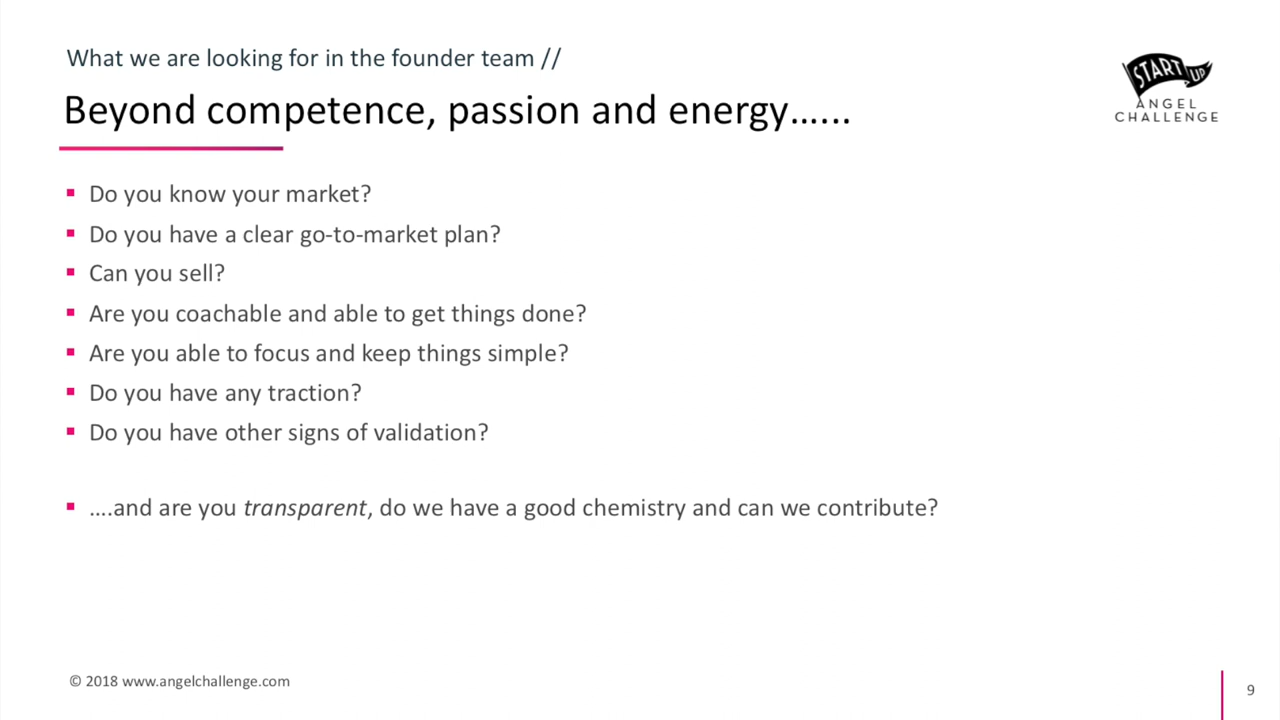 What we are looking for in the founder team //
Beyond competence, passion and energy......
START UP
ANGEL
CHALLENGE
Do you know your market?
Do you have a clear go-to-market plan?
Can you sell?
Are you coachable and able to get things done?
Are you able to focus and keep things simple?
Do you have any traction?
Do you have other signs of validation?
....and are you transparent, do we have a good chemistry and can we contribute?
© 2018 www.angelchallenge.com
9